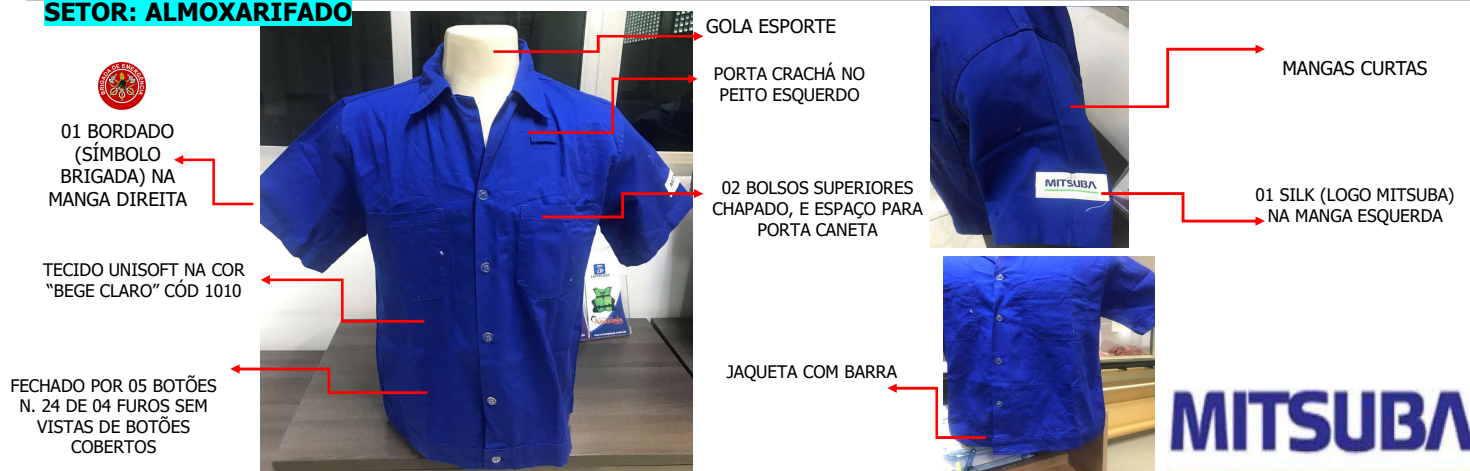 SETOR: ALMOXARIFADO
BRIGADA DE EMERGÊNCIA
01 BORDADO
(SÍMBOLO
BRIGADA) NA
MANGA DIREITA
TECIDO UNISOFT NA COR
“BEGE CLARO” CÓD 1010
FECHADO POR 05 BOTÕES
N. 24 DE 04 FUROS SEM
VISTAS DE BOTÕES
COBERTOS
GOLA ESPORTE
PORTA CRACHÁ NO
PEITO ESQUERDO
02 BOLSOS SUPERIORES
CHAPADO, E ESPAÇO PARA
PORTA CANETA
JAQUETA COM BARRA
MANGAS CURTAS
MITSUBA
01 SILK (LOGO MITSUBA)
NA MANGA ESQUERDA
MITSUBA